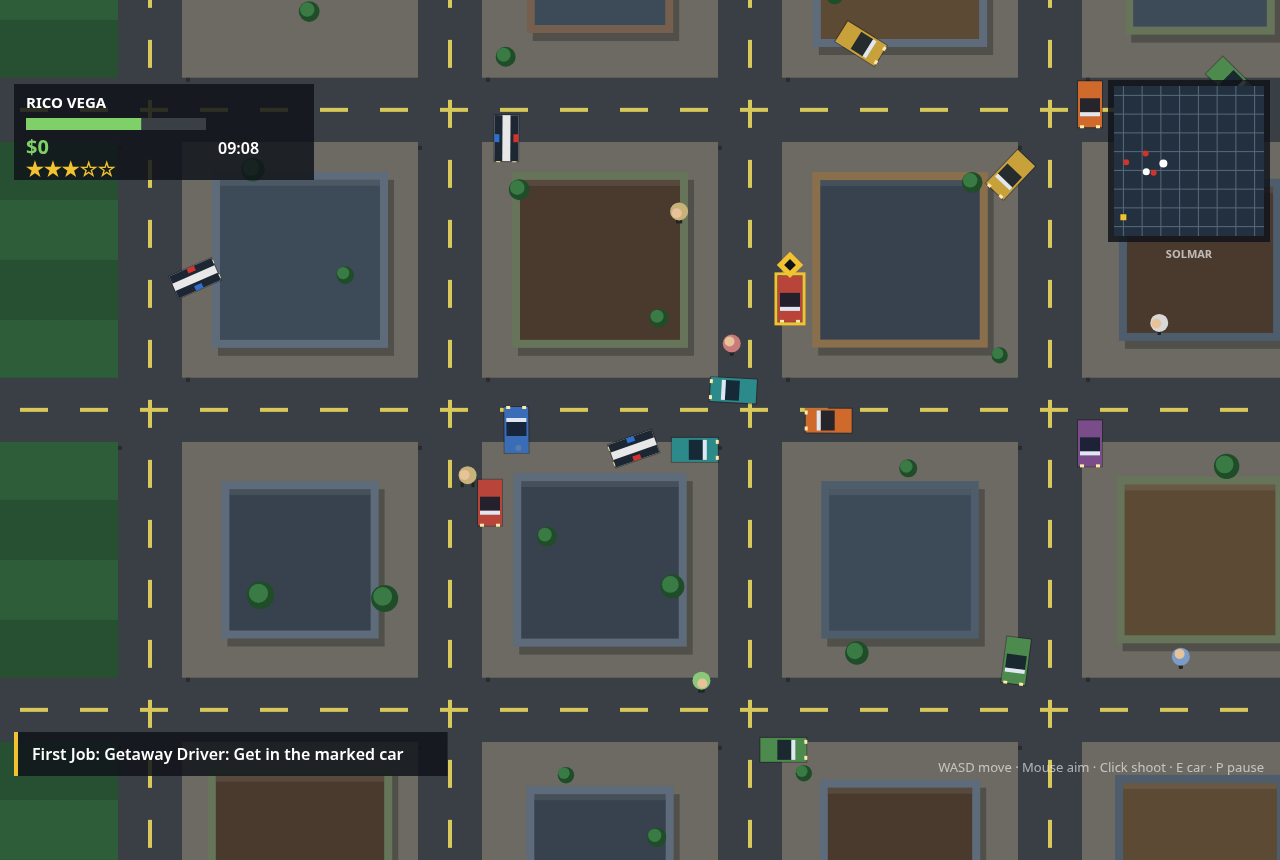 RICO VEGA
$0 09:08
★★★☆☆
SOLMAR
First Job: Getaway Driver: Get in the marked car
WASD move · Mouse aim · Click shoot · E car · P pause